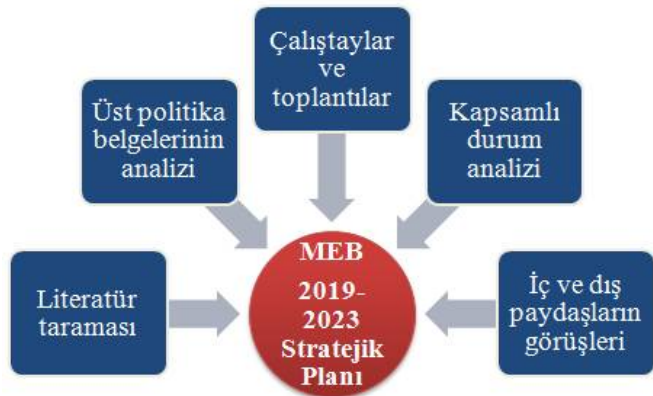 Çalıştaylar
ve
toplantılar
Üst politika
belgelerinin
analizi
Kapsamlı
durum
analizi
Literatür
taraması
MEB
2019-
2023
Stratejik
Planı
İç ve dış
paydaşların
görüşleri